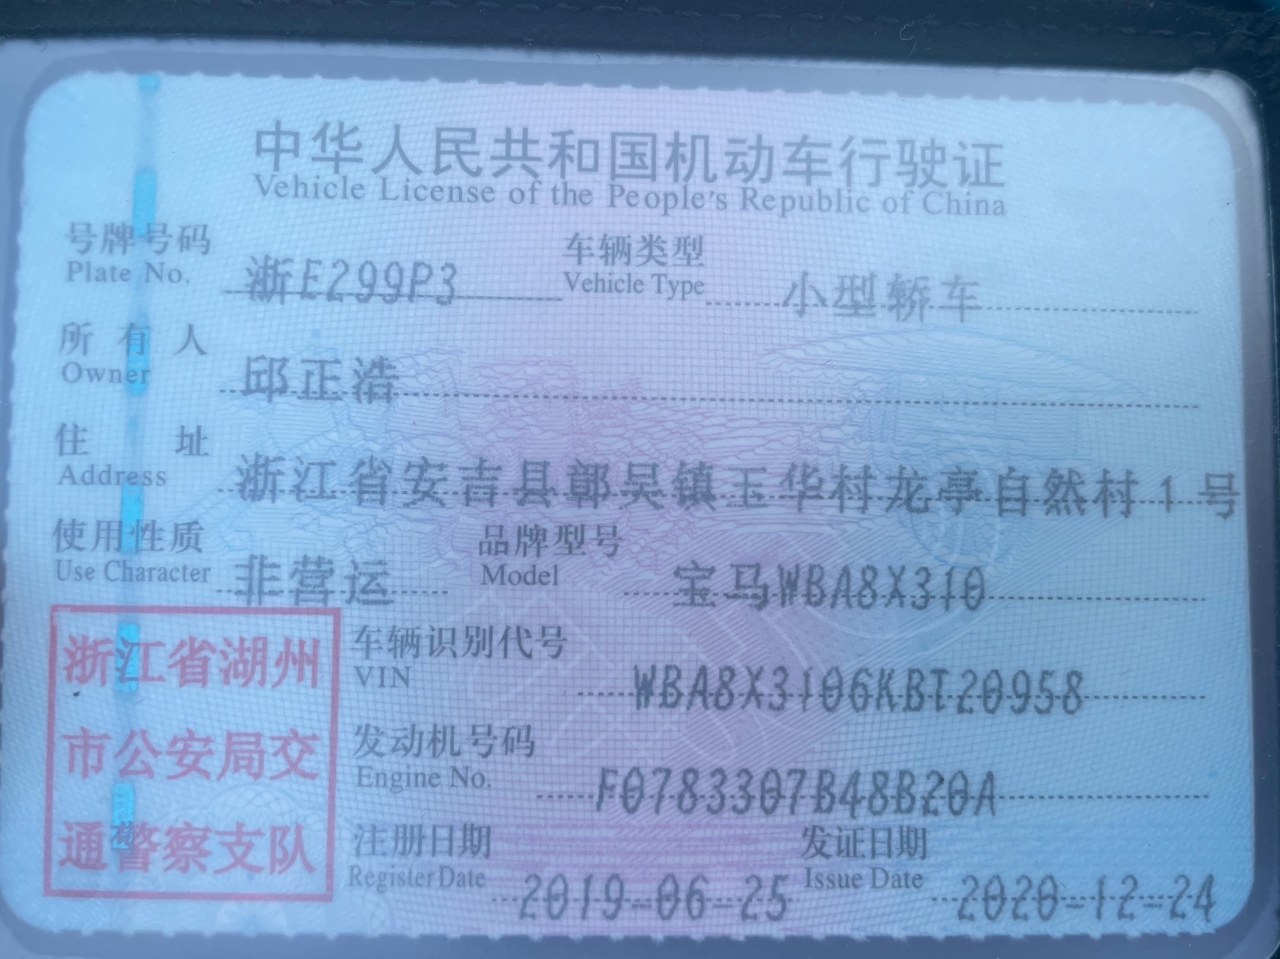 中华人民共和国机动车行驶证
Vehicle License of the People's Republic of China
号牌号码 浙E299P3 车辆类型 小型轿车
Plate No. Vehicle Type
所有人 邱正浩
Owner
住址 浙江省安吉县鄣吴镇玉华村龙亭自然村1号
Address
使用性质 非营运 品牌型号 宝马WBA8X310
Use Character Model
浙江省湖州
市公安局交
通警察支队
车辆识别代号
VIN WBA8X3106KBT20958
发动机号码
Engine No. F0783307B48B20A
注册日期 发证日期
Register Date 2019-06-25 Issue Date 2020-12-24